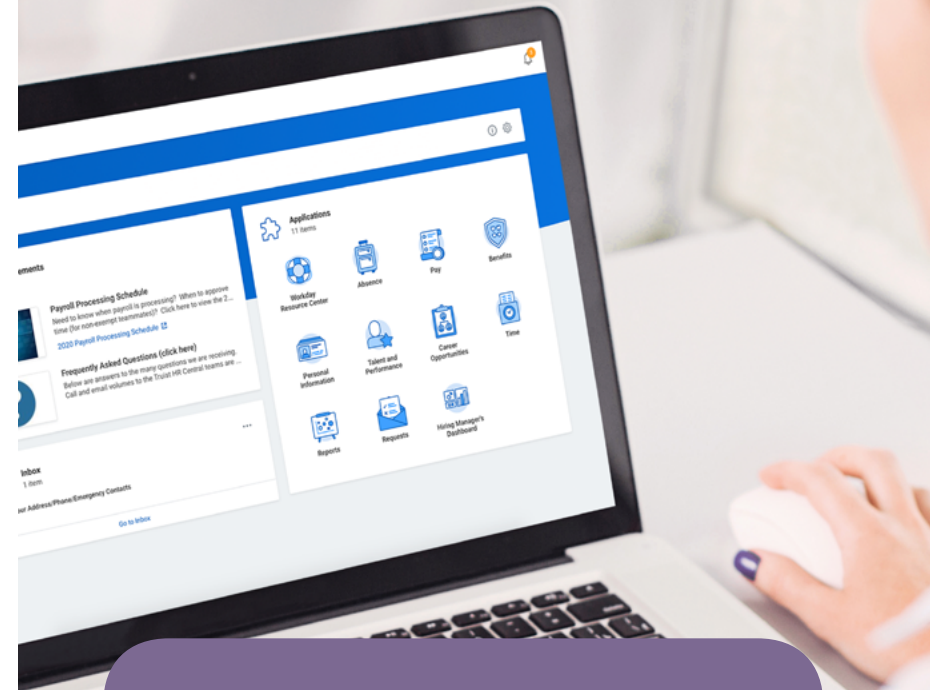 ements
Payroll Processing Schedule
Need to know when payroll is processing? When to approve
time (for non-exempt teammates)? Click here to view the 2...
2020 Payroll Processing Schedule
Frequently Asked Questions (click here)
Below are answers to the many questions we are receiving.
Call and email volumes to the Truist HR Central teams are ...
Inbox
1 item
ur Address/Phone/Emergency Contacts
Go to Inbox
Applications
11 items
Workday
Resource Center
Absence
Pay
Benefits
Personal
Information
Talent and
Performance
Career
Opportunities
Time
Reports
Requests
Hiring Manager's
Dashboard